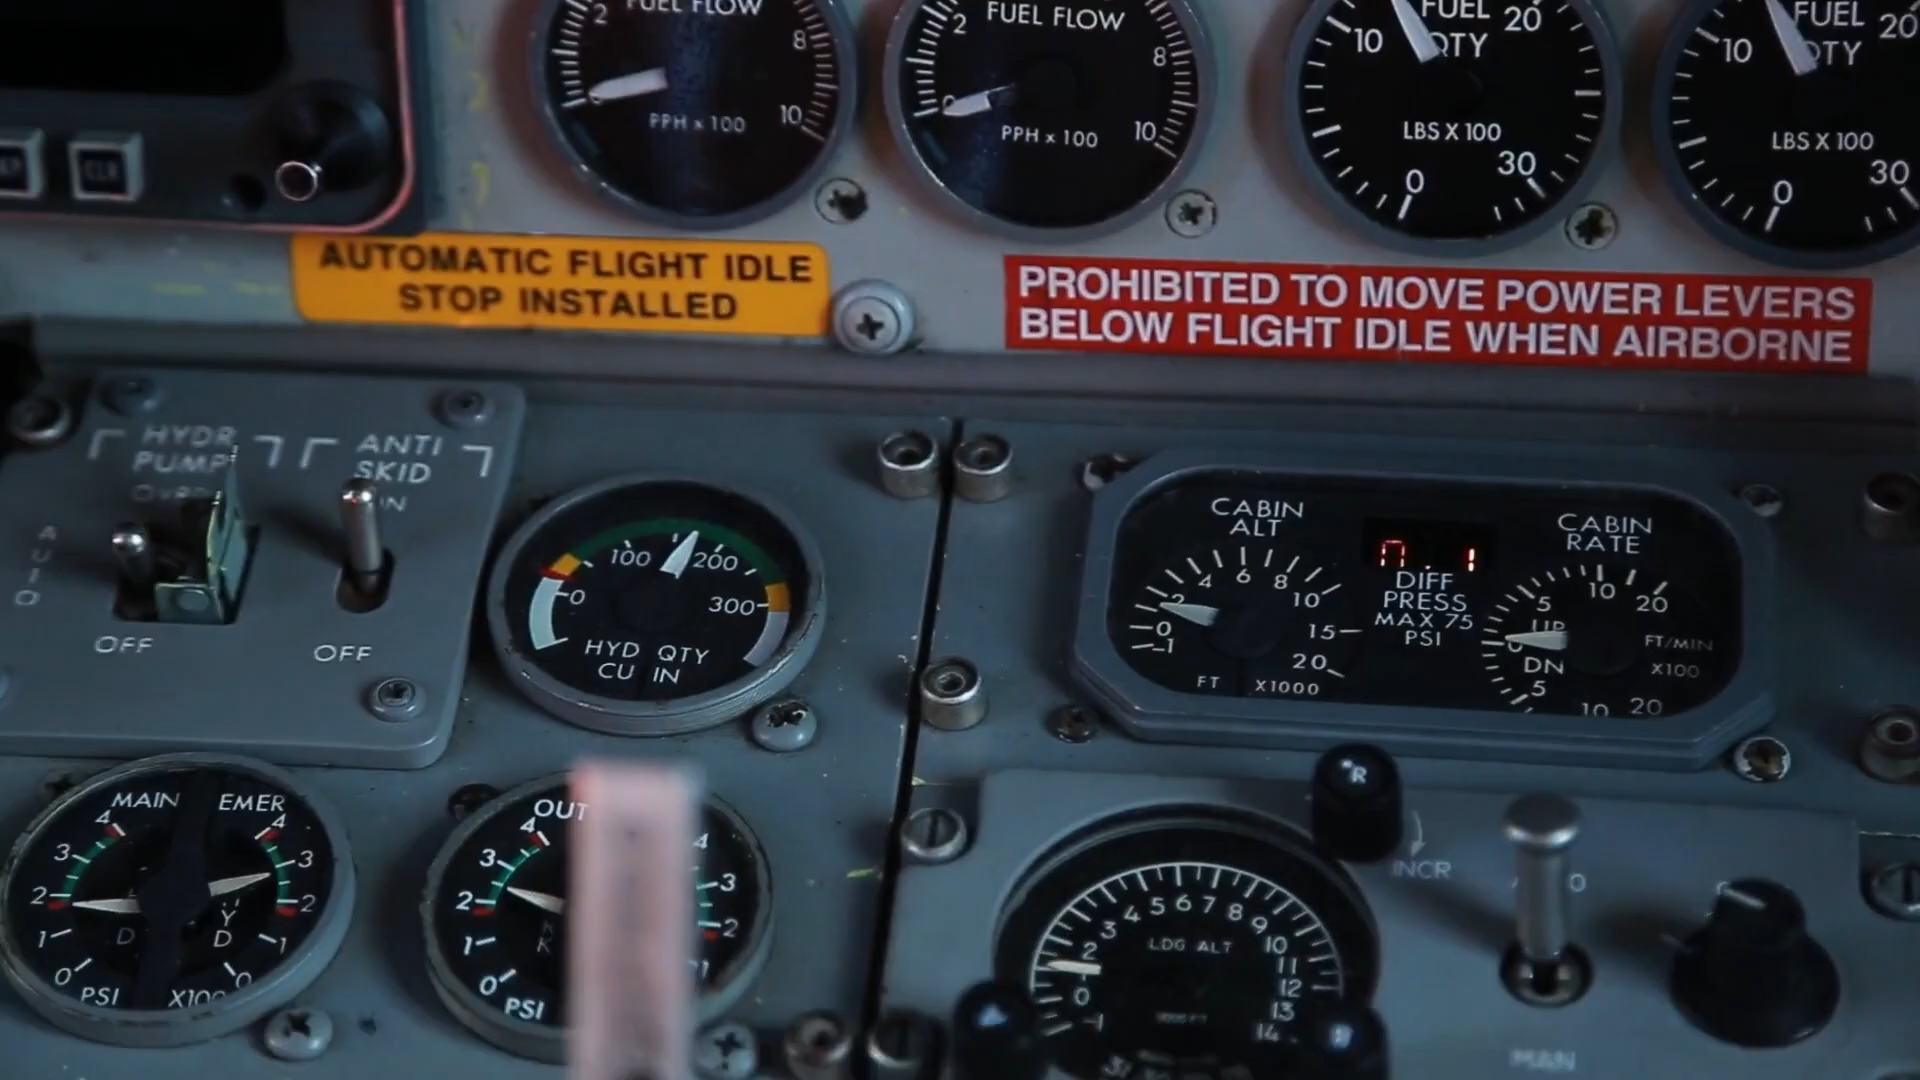 2
FUEL FLOW
8
10
PPH x 100
0
2
FUEL FLOW
8
10
PPH x 100
0
10
FUEL
QTY
20
LBS X 100
0
30
10
FUEL
QTY
20
LBS X 100
0
30
CLR
AUTOMATIC FLIGHT IDLE
STOP INSTALLED
PROHIBITED TO MOVE POWER LEVERS
BELOW FLIGHT IDLE WHEN AIRBORNE
HYDR
PUMP
AUTO
OFF
ANTI
SKID
OFF
100
200
0
300
HYD QTY
CU IN
CABIN
ALT
2
4
6
8
10
0
-1
15
20
FT X1000
DIFF
PRESS
MAX 75
PSI
CABIN
RATE
5
10
20
UP
0
DN
5
10
20
FT/MIN
X100
MAIN
EMER
4
3
2
1
0
4
3
2
1
0
PSI
X100
OUT
4
3
2
1
0
4
3
2
1
PSI
R
INCR
LDG ALT
-1
0
2
3
4
5
6
7
8
9
10
11
12
13
14
31
MAN